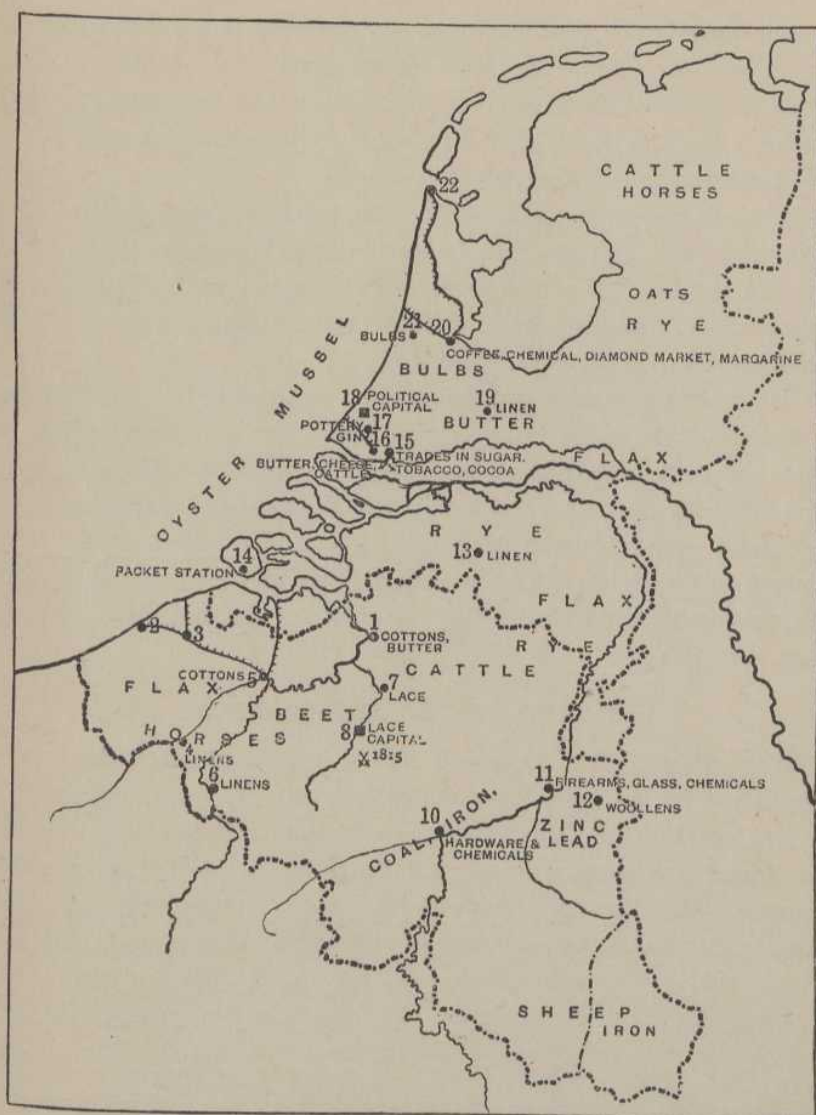 22
CATTLE
HORSES
OATS
RYE
21
20
BULBS
COFFEE, CHEMICAL, DIAMOND MARKET, MARGARINE
BULBS
OYSTER MUSSEL
18 POLITICAL
CAPITAL
19
LINEN
BUTTER
17
POTTERY
GIN
16
15
TRADES IN SUGAR.
TOBACCO, COCOA
BUTTER, CHEESE,
CATTLE
FLAX
RYE
13
LINEN
14
PACKET STATION
FLAX
2
3
1
COTTONS,
BUTTER
RYE
CATTLE
COTTONS 5
7
LACE
FLAX
BEET
HORSES
8
LACE
CAPITAL
1815
4
LINENS
6
LINENS
11
FIREARMS, GLASS, CHEMICALS
12
WOOLLENS
10
COAL, IRON,
HARDWARE &
CHEMICALS
ZINC
LEAD
SHEEP
IRON